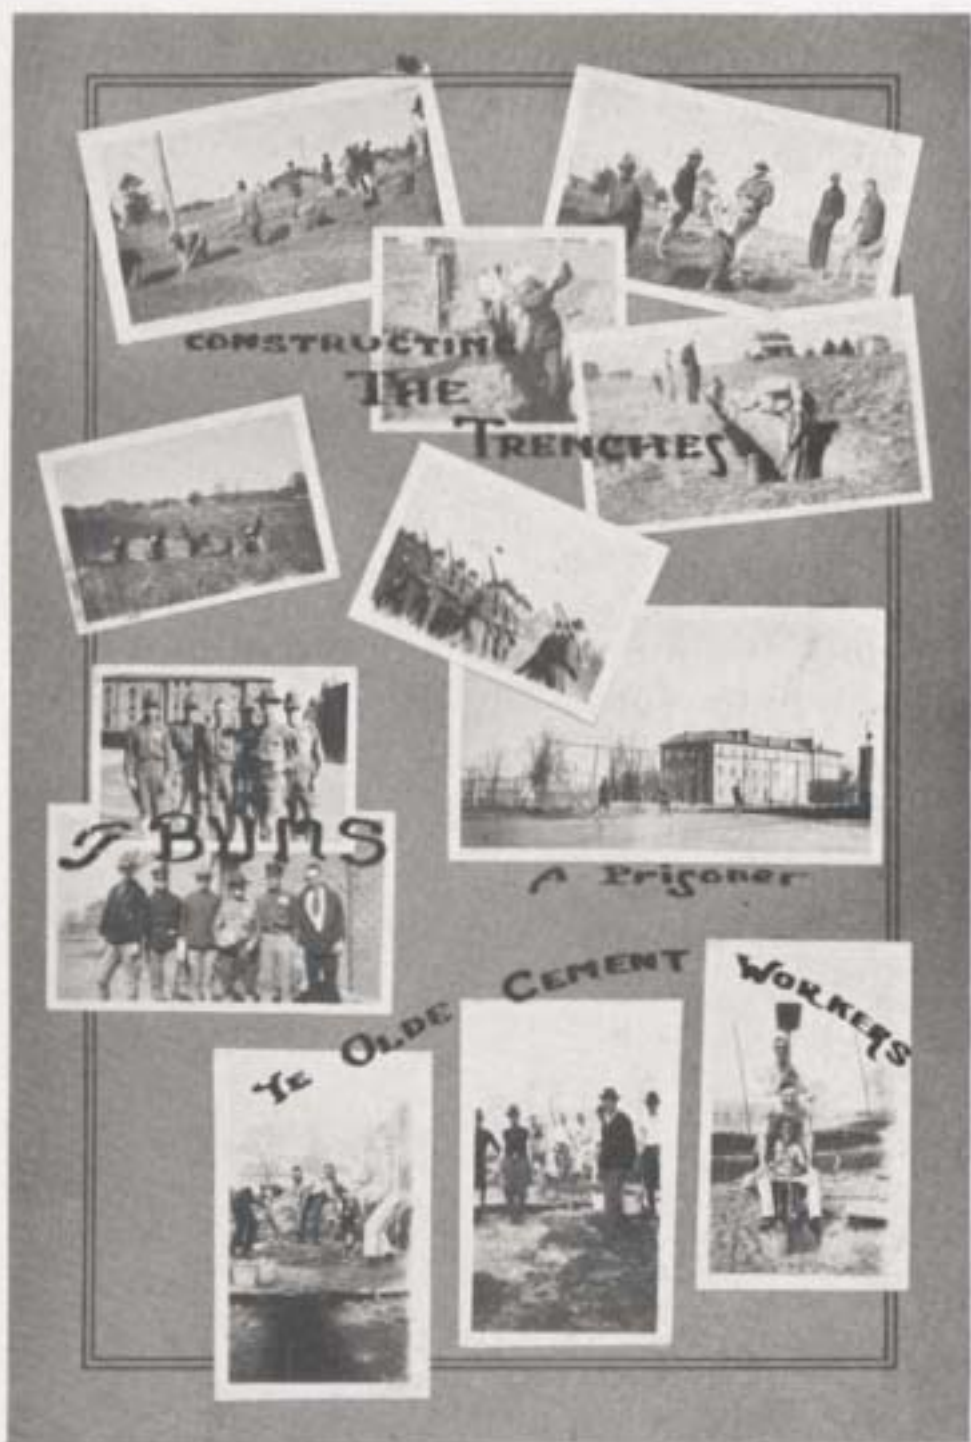 CONSTRUCTING
THE
TRENCHES
BUMS
A Prisoner
YE OLDE CEMENT WORKERS